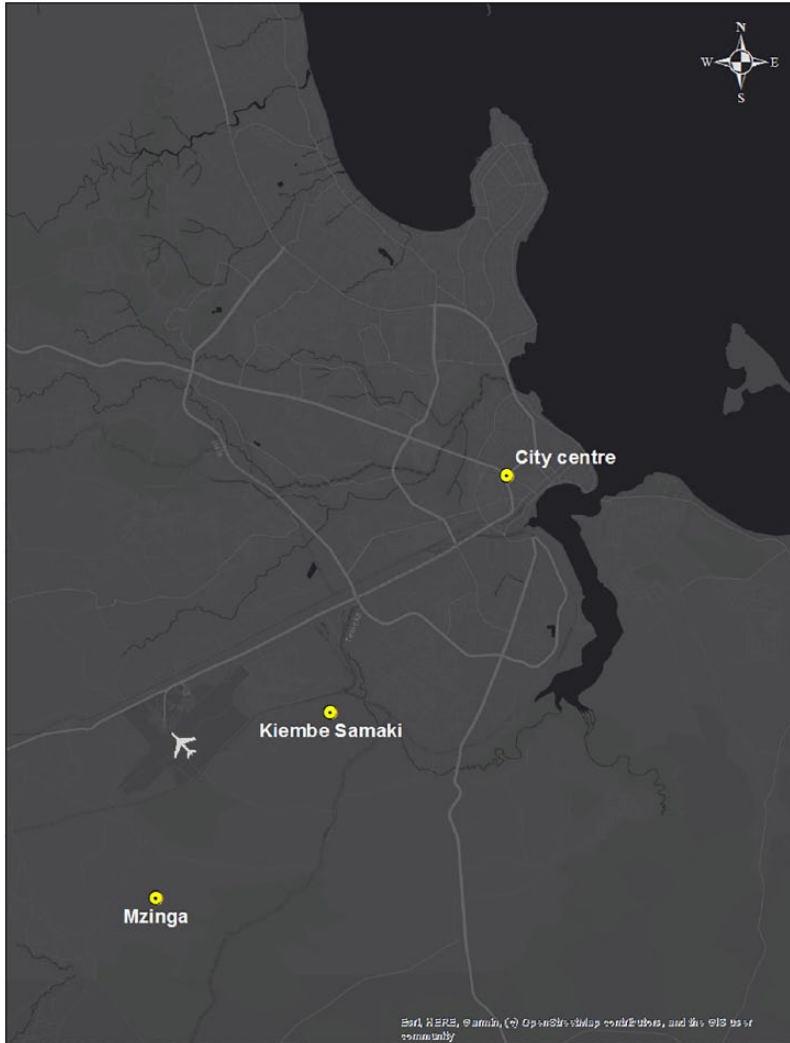 N
W E
S
City centre
Kiembe Samaki
Mzinga
Esri, HERE, Garmin, (c) OpenStreetMap contributors, and the GIS user
community